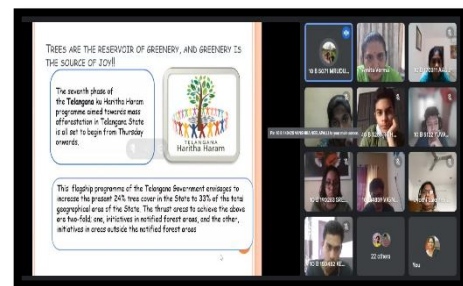 TREES ARE THE RESERVOIR OF GREENERY, AND GREENERY IS
THE SOURCE OF JOY!!
The seventh phase of
the Telangana ku Haritha Haram
programme aimed towards mass
afforestation in Telangana State
is all set to begin from Thursday
onwards.
TELANGANA
Haritha Haram
This flagship programme of the Telangana Government envisages to
increase the present 24% tree cover in the State to 33% of the total
geographical area of the State. The thrust areas to achieve the above
are two-fold; one, initiatives in notified forest areas, and the other,
initiatives in areas outside the notified forest areas
Verma
22 others
You